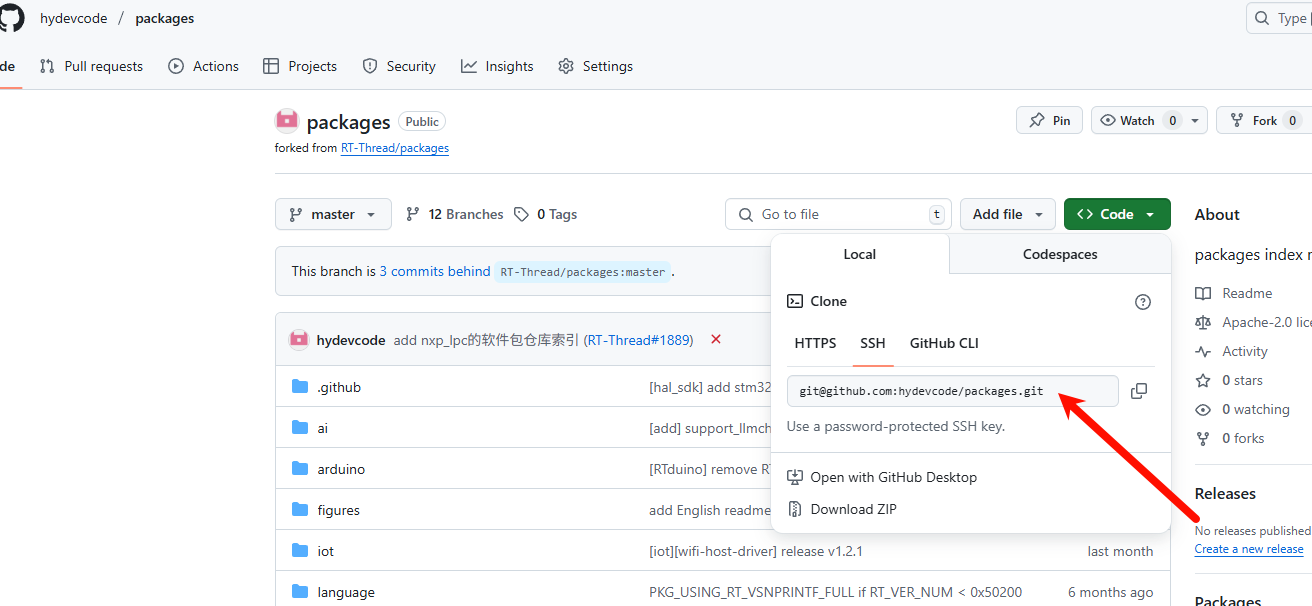 hydevcode / packages
Type
de Pull requests Actions Projects Security Insights Settings
packages Public
Pin Watch 0 Fork 0
forked from RT-Thread/packages
master 12 Branches 0 Tags Go to file t Add file <> Code
About
Local Codespaces
packages index
This branch is 3 commits behind RT-Thread/packages:master .
Clone
Readme
Apache-2.0
HTTPS SSH GitHub CLI
hydevcode add nxp_lpc的软件包仓库索引 (RT-Thread#1889)
Activity
git@github.com:hydevcode/packages.git
0 stars
.github [hal_sdk] add stm32
0 watching
Use a password-protected SSH key.
ai [add] support_llmch
0 forks
arduino [RTduino] remove
Open with GitHub Desktop
Releases
figures add English readme
Download ZIP
No releases published
iot [iot][wifi-host-driver] release v1.2.1 last month
Create a new release
language PKG_USING_RT_VSNPRINTF_FULL if RT_VER_NUM < 0x50200 6 months ago
Packages